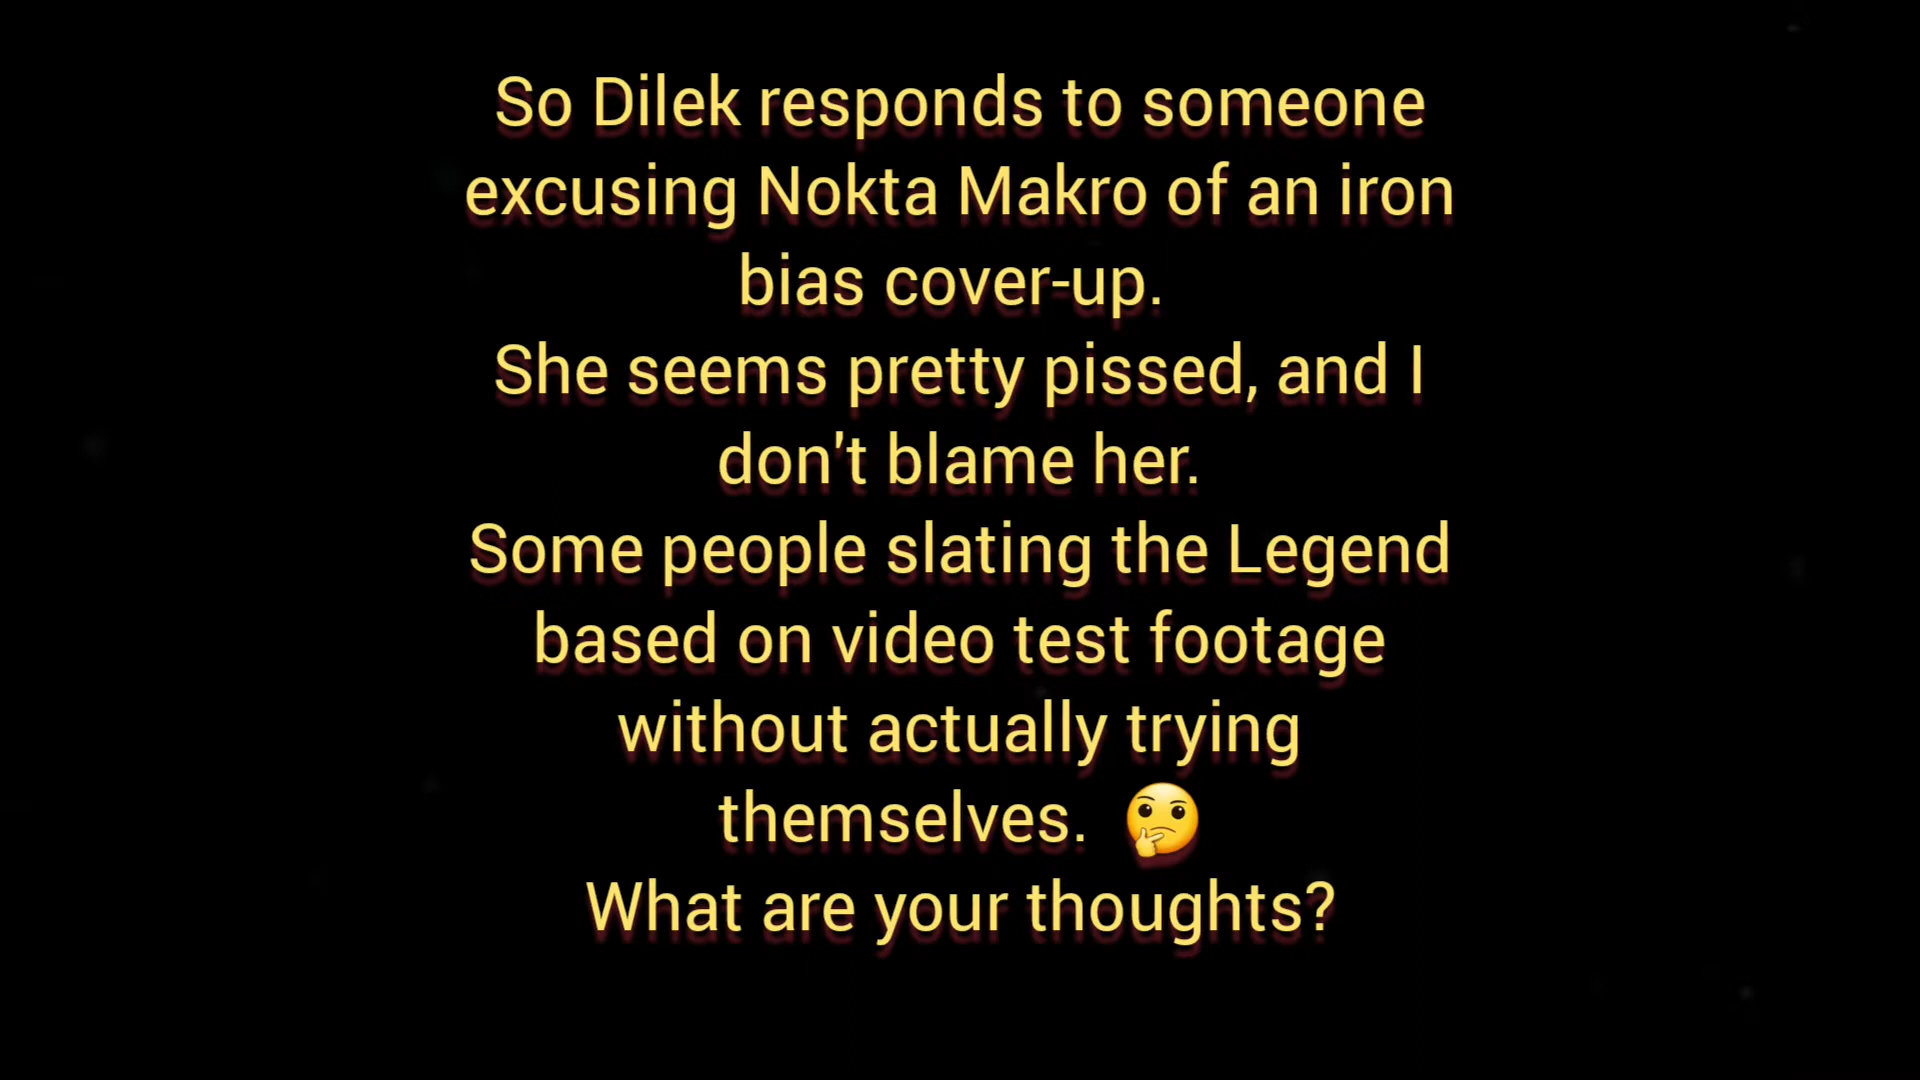 So Dilek responds to someone
excusing Nokta Makro of an iron
bias cover-up.
She seems pretty pissed, and I
don't blame her.
Some people slating the Legend
based on video test footage
without actually trying
themselves. 🤔
What are your thoughts?